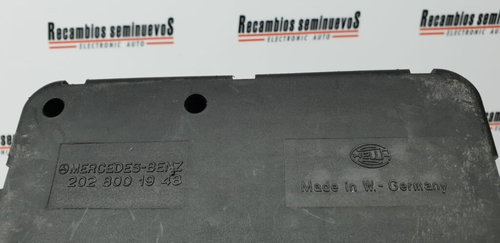 Recambios seminuevoS
ELECTRONIC AUTO
Recambios seminuevoS
ELECTRONIC AUTO
Recambios seminuevoS
ELECTRONIC AUTO
MERCEDES-BENZ
202 800 19 48
HELLA
Made in W.- Germany